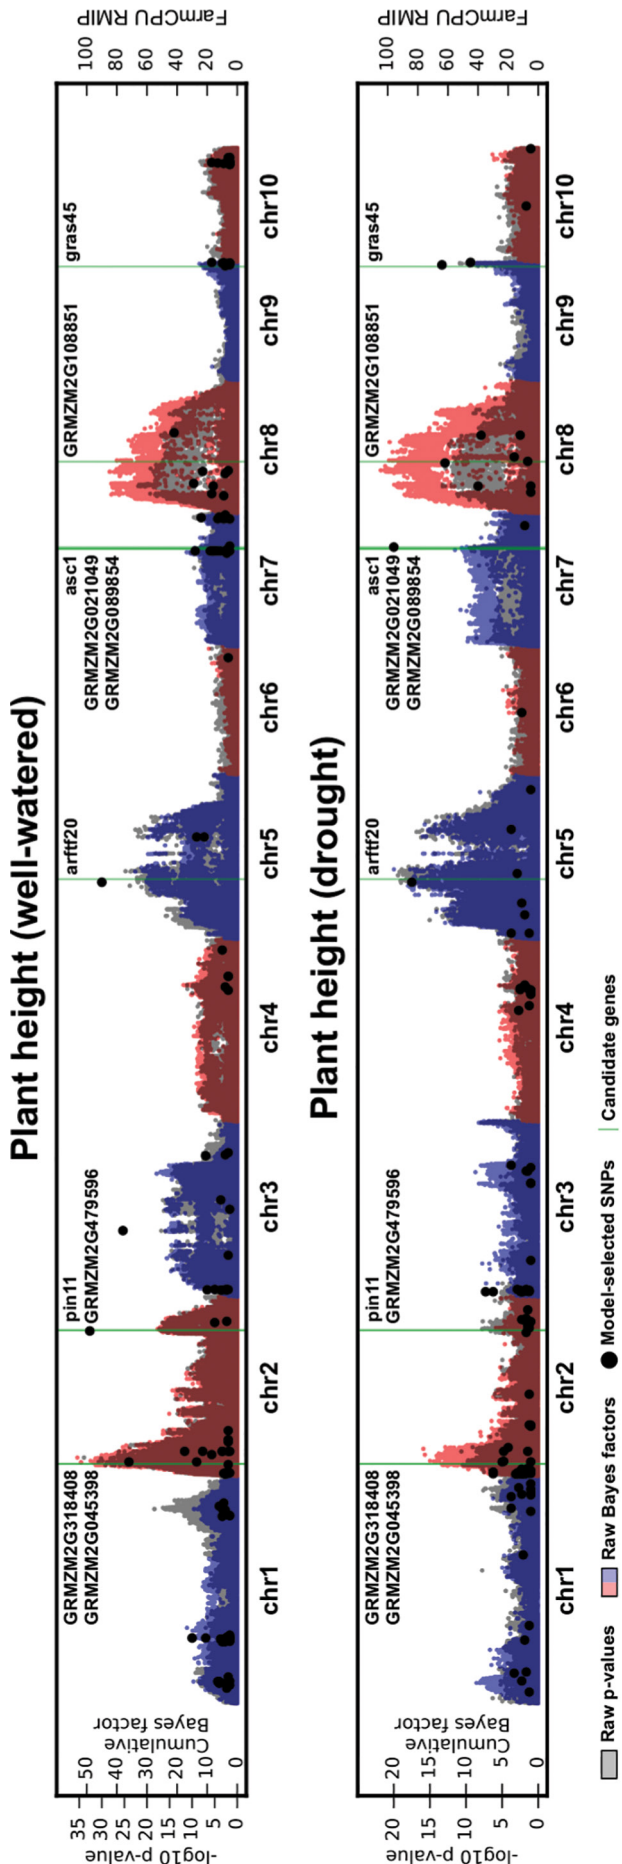 Plant height (well-watered)
-log10 p-value
0
5
10
15
20
25
30
35
Cumulative
Bayes factor
0
10
20
30
40
50
GRMZM2G318408
GRMZM2G045398
pin11
GRMZM2G479596
arftf20
asc1
GRMZM2G021049
GRMZM2G089854
GRMZM2G108851
gras45
FarmCPU RMIP
0
20
40
60
80
100
chr1
chr2
chr3
chr4
chr5
chr6
chr7
chr8
chr9
chr10
Plant height (drought)
-log10 p-value
0
5
10
15
20
Cumulative
Bayes factor
0
5
10
15
20
GRMZM2G318408
GRMZM2G045398
pin11
GRMZM2G479596
arftf20
asc1
GRMZM2G021049
GRMZM2G089854
GRMZM2G108851
gras45
FarmCPU RMIP
0
20
40
60
80
100
chr1
chr2
chr3
chr4
chr5
chr6
chr7
chr8
chr9
chr10
Raw p-values
Raw Bayes factors
Model-selected SNPs
Candidate genes